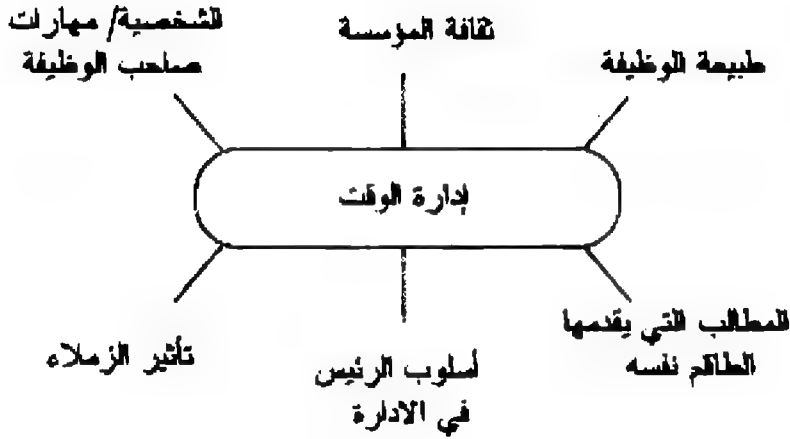 طبيعة الوظيفة
ثقافة المؤسسة
الشخصية/ مهارات
صاحب الوظيفة
إدارة الوقت
المطالب التي يقدمها
الطاقم نفسه
أسلوب الرئيس
في الادارة
تأثير الزملاء